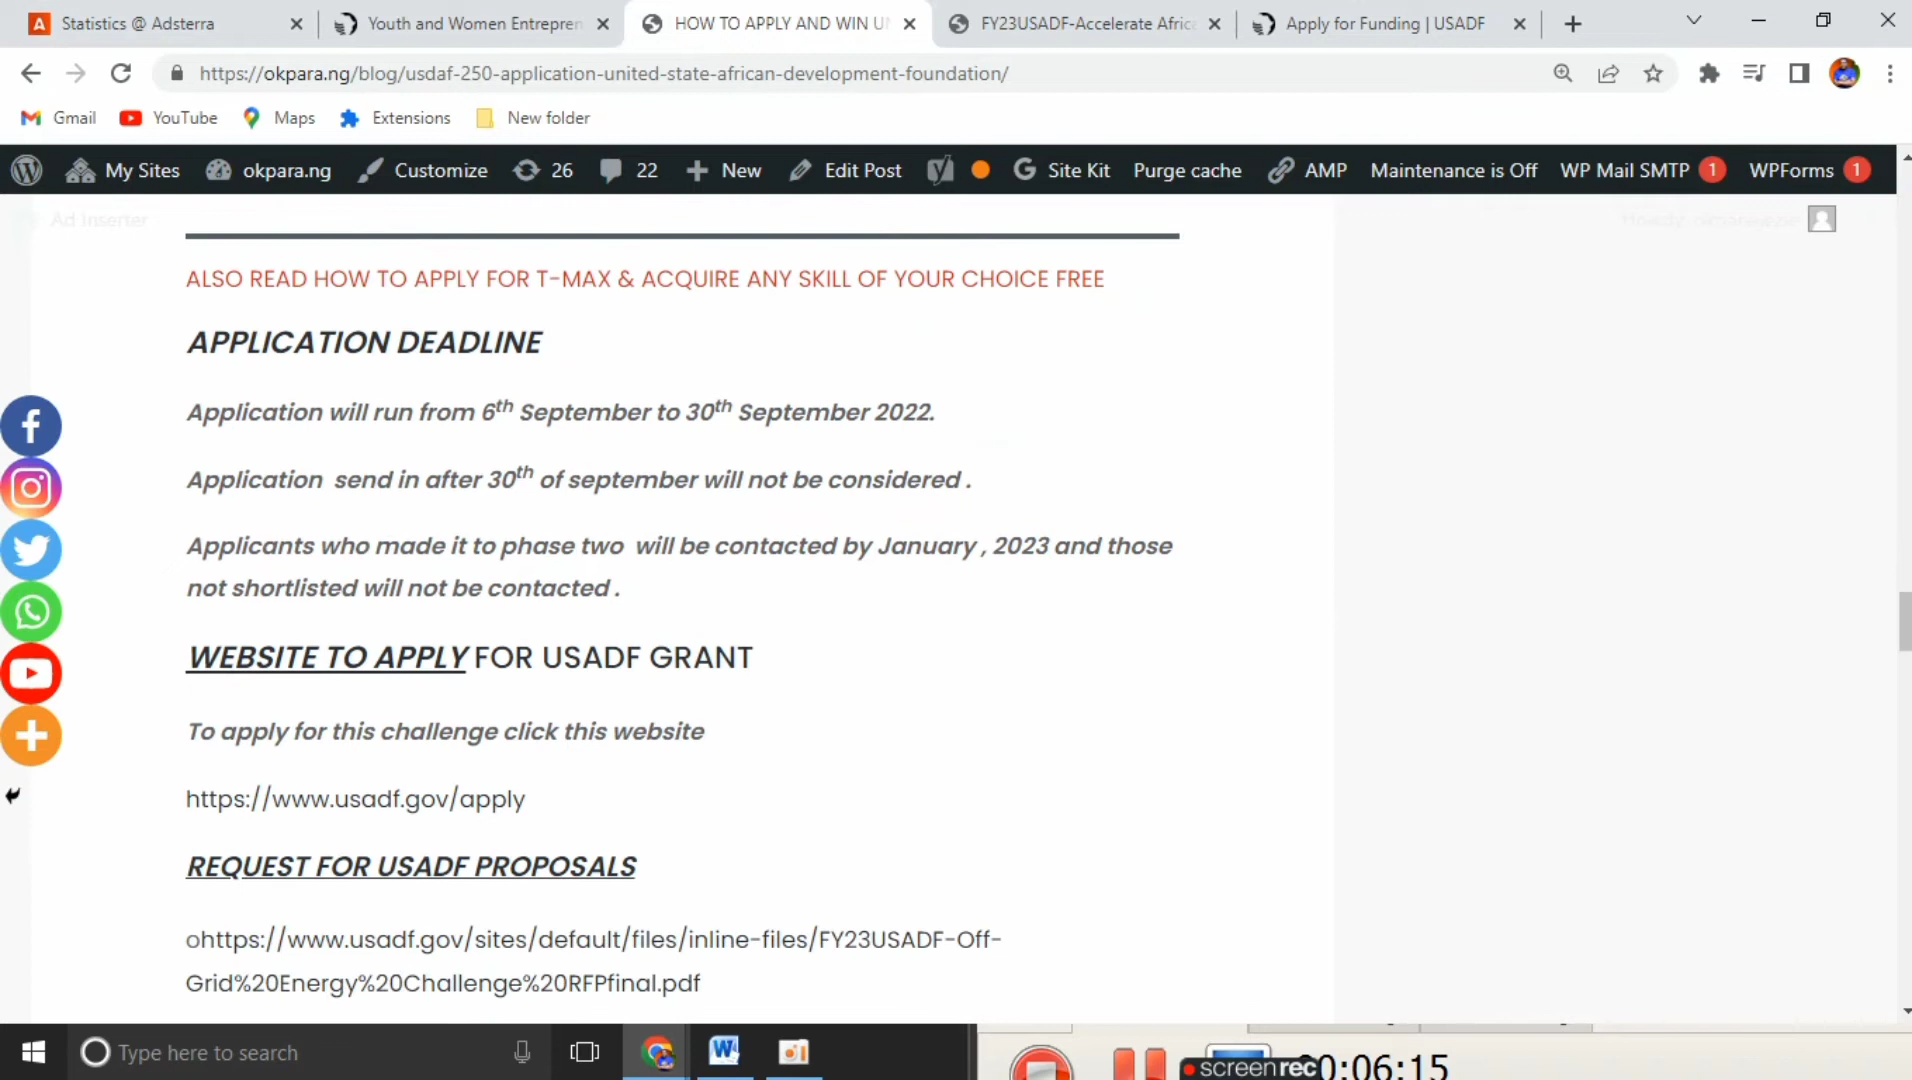 Statistics @ Adsterra
Youth and Women Entrepren
HOW TO APPLY AND WIN U
FY23USADF-Accelerate Afric
Apply for Funding | USADF
https://okpara.ng/blog/usdaf-250-application-united-state-african-development-foundation/
Gmail
YouTube
Maps
Extensions
New folder
My Sites
okpara.ng
Customize
26
22
New
Edit Post
Site Kit
Purge cache
AMP
Maintenance is Off
WP Mail SMTP 1
WPForms 1
Ad Inserter
ALSO READ HOW TO APPLY FOR T-MAX & ACQUIRE ANY SKILL OF YOUR CHOICE FREE
APPLICATION DEADLINE
Application will run from 6th September to 30th September 2022.
Application send in after 30th of september will not be considered .
Applicants who made it to phase two will be contacted by January , 2023 and those
not shortlisted will not be contacted .
WEBSITE TO APPLY FOR USADF GRANT
To apply for this challenge click this website
https://www.usadf.gov/apply
REQUEST FOR USADF PROPOSALS
ohttps://www.usadf.gov/sites/default/files/inline-files/FY23USADF-Off-
Grid%20Energy%20Challenge%20RFPfinal.pdf
Type here to search
screenrec
0:06:15